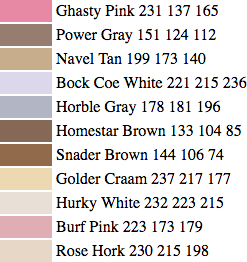 Ghasty Pink 231 137 165
Power Gray 151 124 112
Navel Tan 199 173 140
Bock Coe White 221 215 236
Horble Gray 178 181 196
Homestar Brown 133 104 85
Snader Brown 144 106 74
Golder Craam 237 217 177
Hurky White 232 223 215
Burf Pink 223 173 179
Rose Hork 230 215 198